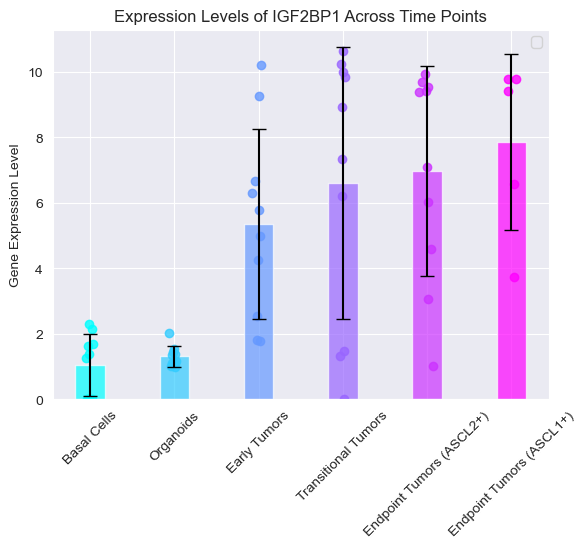 Expression Levels of IGF2BP1 Across Time Points
Gene Expression Level
10
8
6
4
2
0
Basal Cells
Organoids
Early Tumors
Transitional Tumors
Endpoint Tumors (ASCL2+)
Endpoint Tumors (ASCL1+)